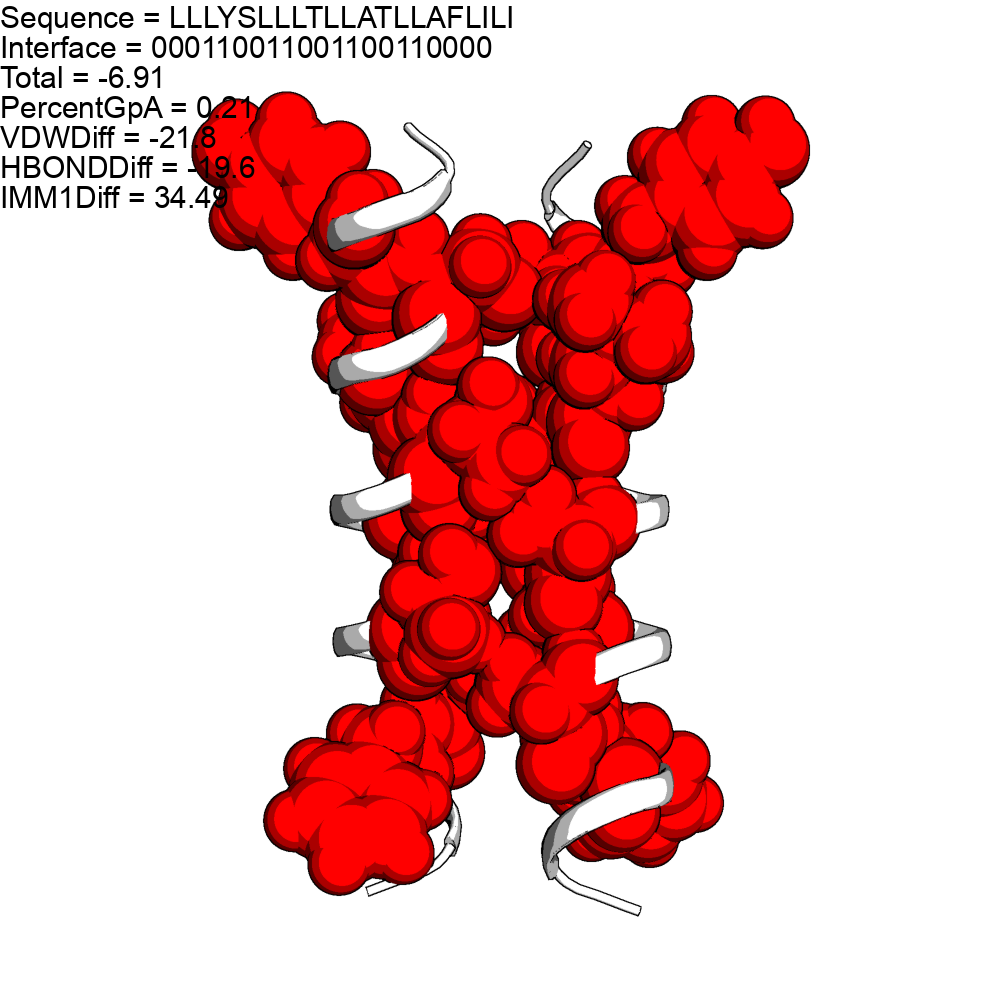 Sequence = LLLYSLLLTLLATLLAFLILI
Interface = 000110011001100110000
Total = -6.91
PercentGpA = 0.21
VDWDiff = -21.8
HBONDDiff = -19.6
IMM1Diff = 34.49